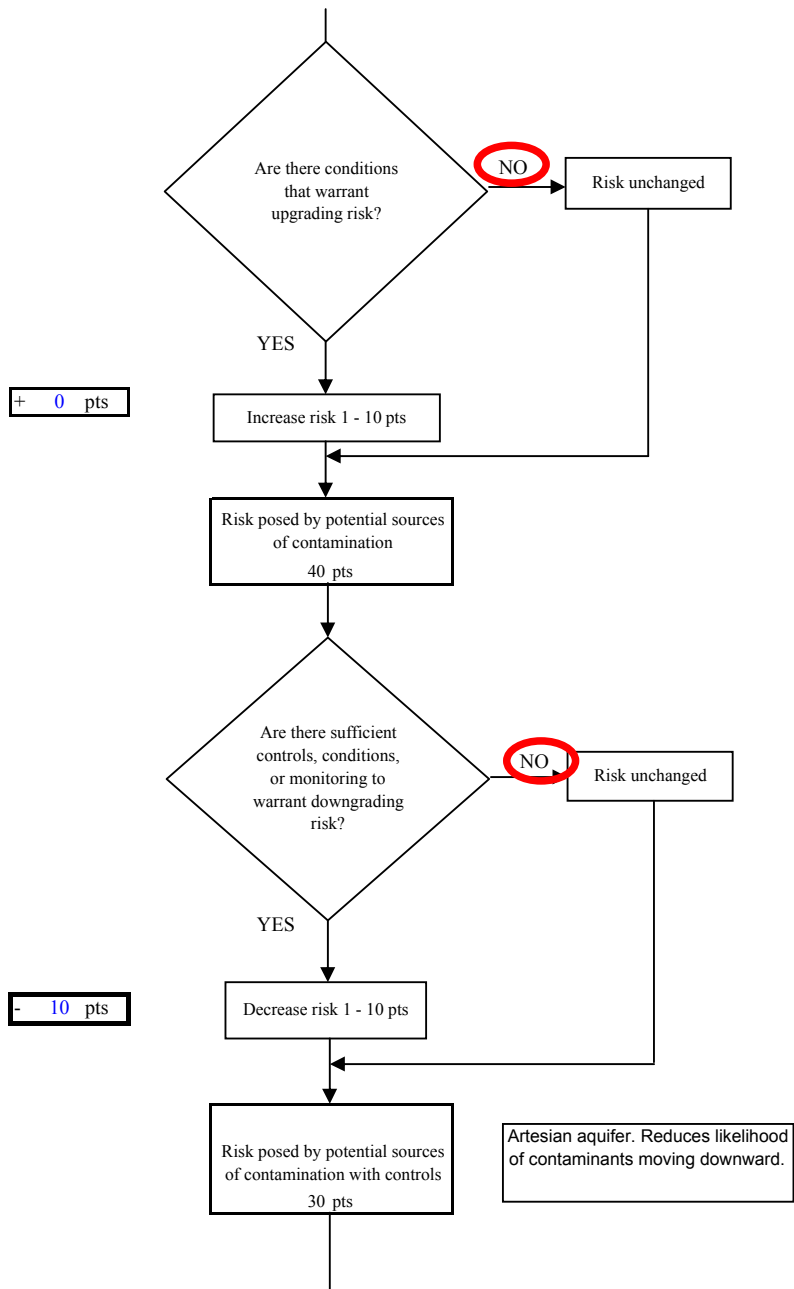 Are there conditions
that warrant
upgrading risk?
NO
Risk unchanged
YES
+ 0 pts
Increase risk 1 - 10 pts
Risk posed by potential sources
of contamination
40 pts
Are there sufficient
controls, conditions,
or monitoring to
warrant downgrading
risk?
NO
Risk unchanged
YES
- 10 pts
Decrease risk 1 - 10 pts
Risk posed by potential sources
of contamination with controls
30 pts
Artesian aquifer. Reduces likelihood
of contaminants moving downward.